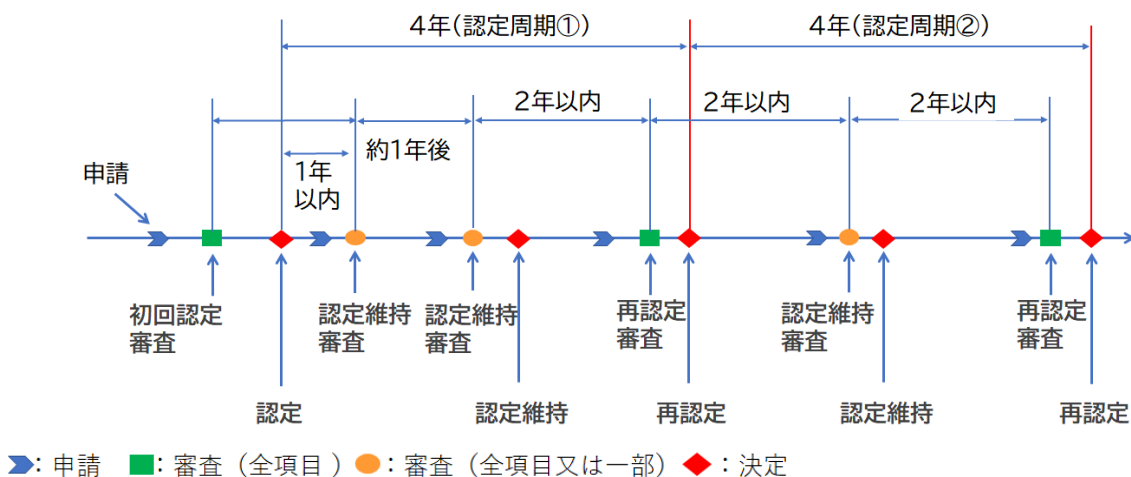 4年(認定周期①)
4年(認定周期②)
2年以内
2年以内
2年以内
約1年後
1年
以内
申請
初回認定
審査
認定維持
審査
認定維持
審査
再認定
審査
認定維持
審査
再認定
審査
認定
認定維持
再認定
認定維持
再認定
：申請
：審査（全項目）
：審査（全項目又は一部）
：決定